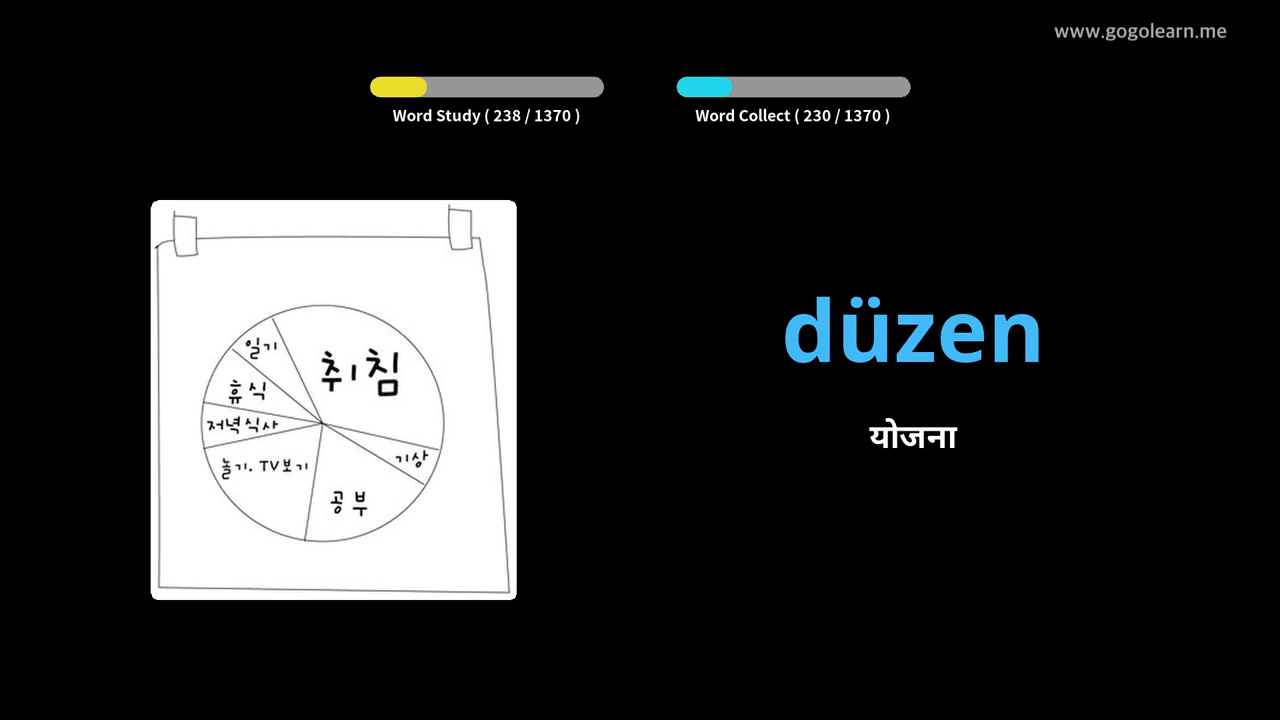 www.gogolearn.me
Word Study ( 238 / 1370 )
Word Collect ( 230 / 1370 )
일기
취침
휴식
저녁식사
놀기. TV보기
기상
공부
düzen
योजना